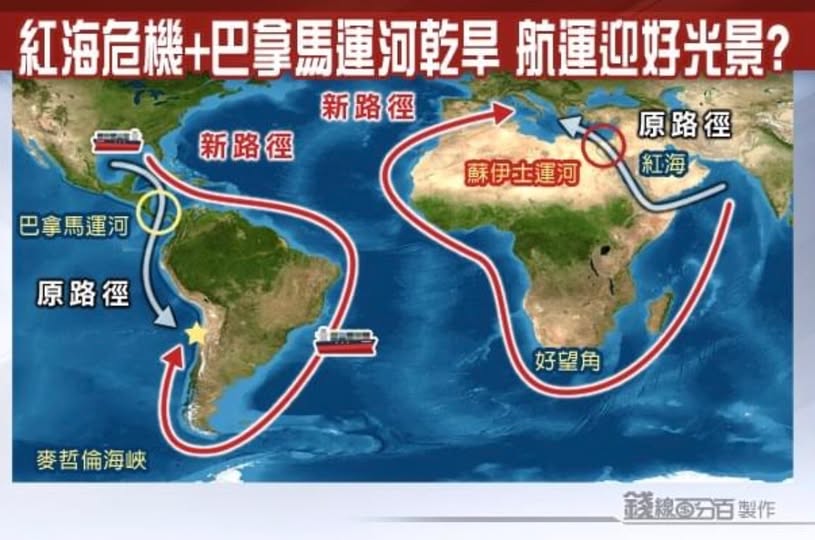 紅海危機+巴拿馬運河乾旱 航運迎好光景?
新路徑
新路徑
原路徑
蘇伊士運河
紅海
巴拿馬運河
原路徑
好望角
麥哲倫海峽
錢線百分百製作